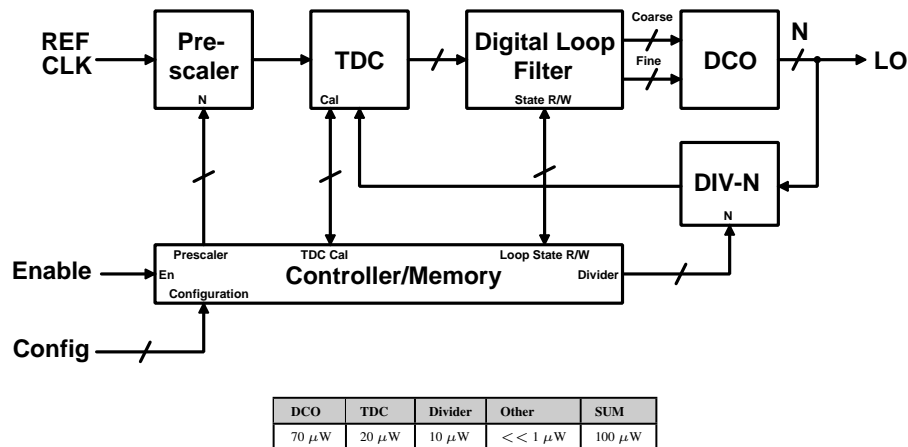 REF
CLK
Pre-
scaler
N
TDC
Cal
Digital Loop
Filter
State R/W
Coarse
Fine
DCO
N
LO
DIV-N
N
Enable
Prescaler
TDC Cal
Loop State R/W
En
Controller/Memory
Divider
Configuration
Config
DCO TDC Divider Other SUM
70 μW 20 μW 10 μW << 1 μW 100 μW